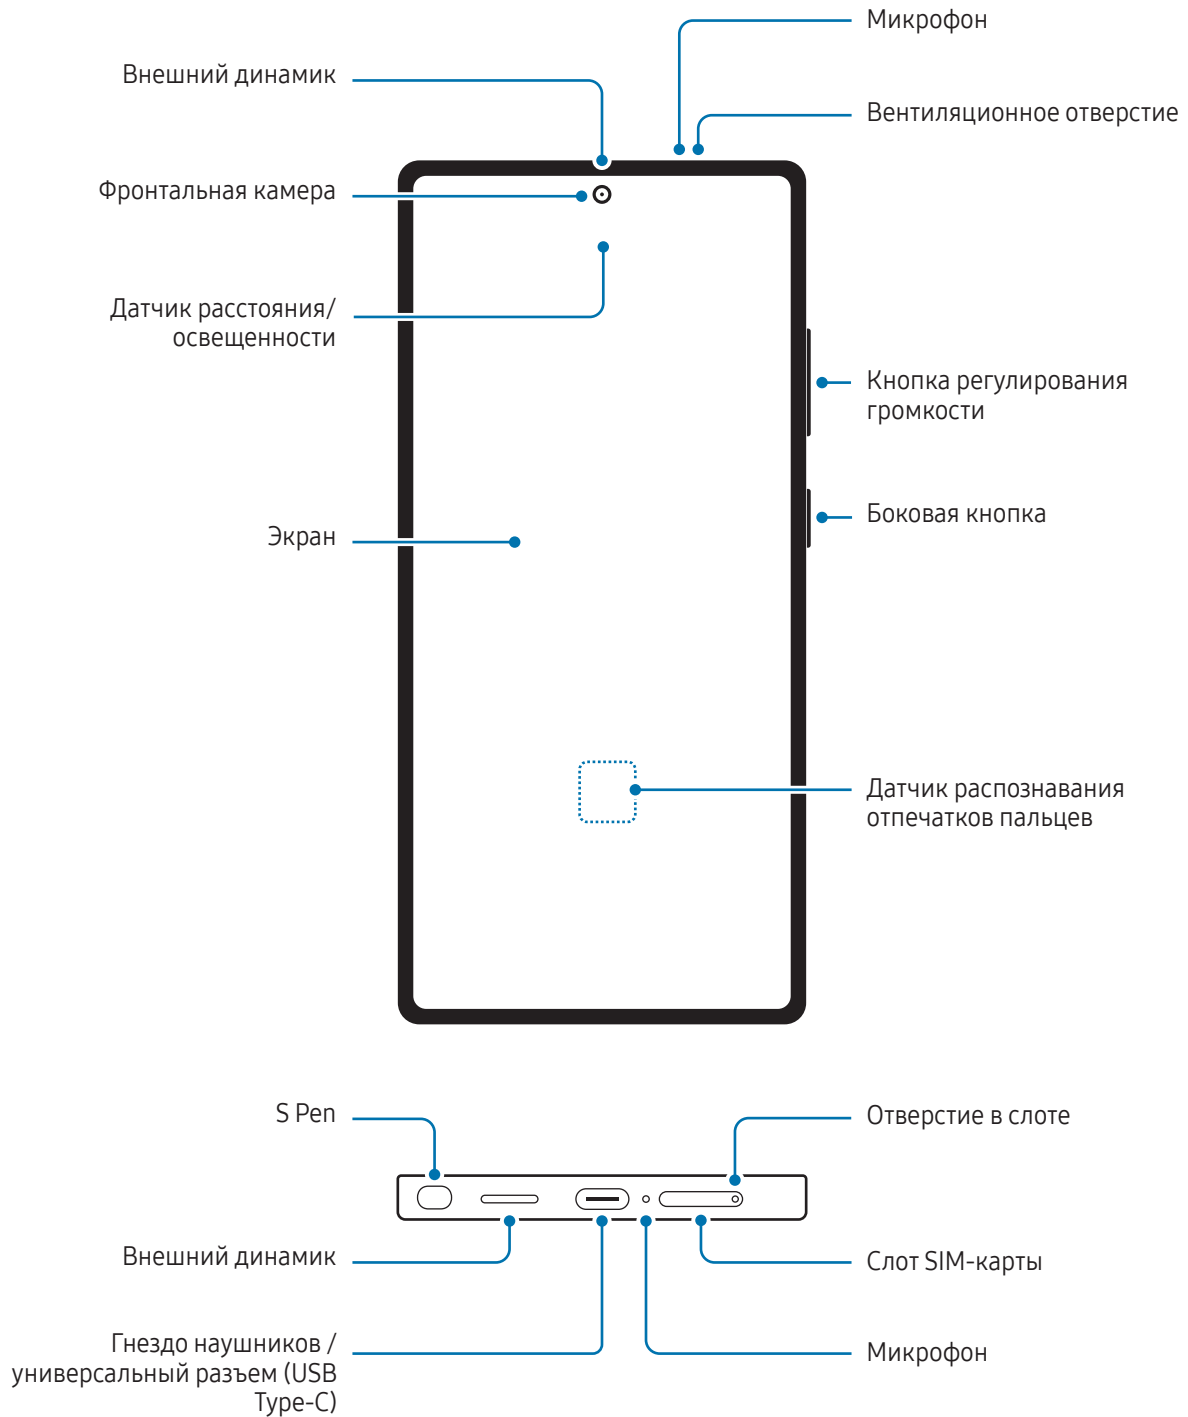 Микрофон
Внешний динамик
Вентиляционное отверстие
Фронтальная камера
Датчик расстояния/
освещенности
Кнопка регулирования
громкости
Боковая кнопка
Экран
Датчик распознавания
отпечатков пальцев
S Pen
Отверстие в слоте
Внешний динамик
Слот SIM-карты
Гнездо наушников /
универсальный разъем (USB
Type-C)
Микрофон